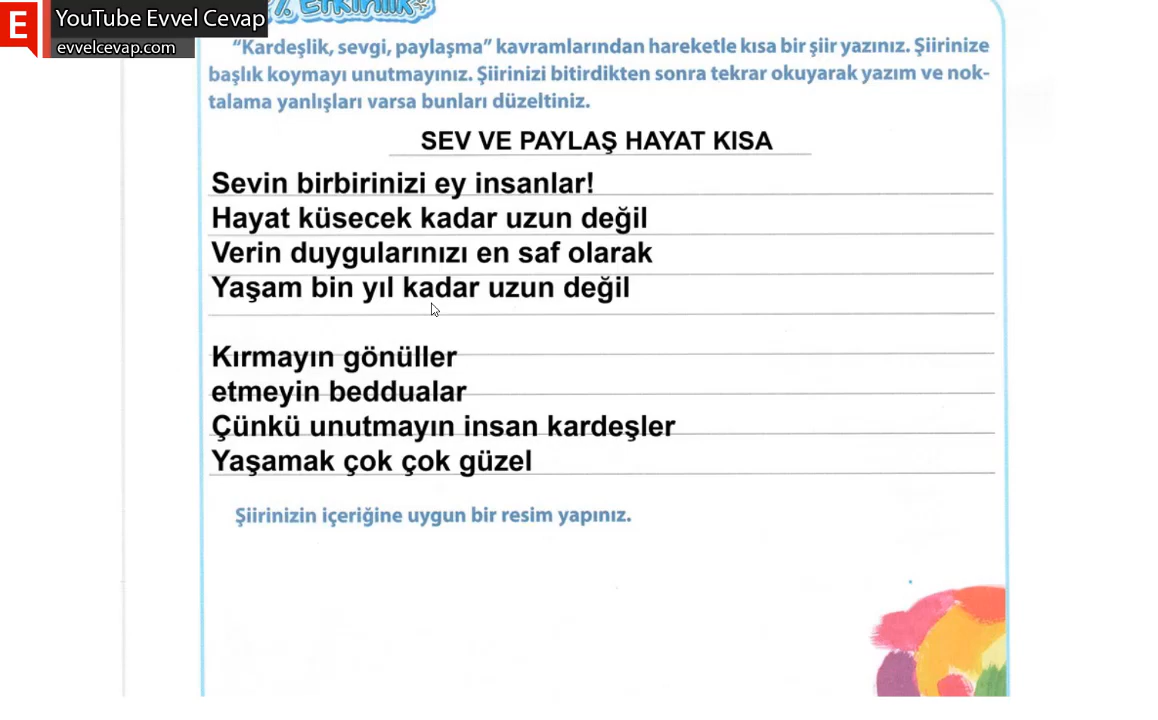 E
YouTube Evvel Cevap
evvelcevap.com
Etkinlik
“Kardeşlik, sevgi, paylaşma” kavramlarından hareketle kısa bir şiir yazınız. Şiirinize
başlık koymayı unutmayınız. Şiirinizi bitirdikten sonra tekrar okuyarak yazım ve nok-
talama yanlışları varsa bunları düzeltiniz.
SEV VE PAYLAŞ HAYAT KISA
Sevin birbirinizi ey insanlar!
Hayat küsecek kadar uzun değil
Verin duygularınızı en saf olarak
Yaşam bin yıl kadar uzun değil
Kırmayın gönüller
etmeyin beddualar
Çünkü unutmayın insan kardeşler
Yaşamak çok çok güzel
Şiirinizin içeriğine uygun bir resim yapınız.